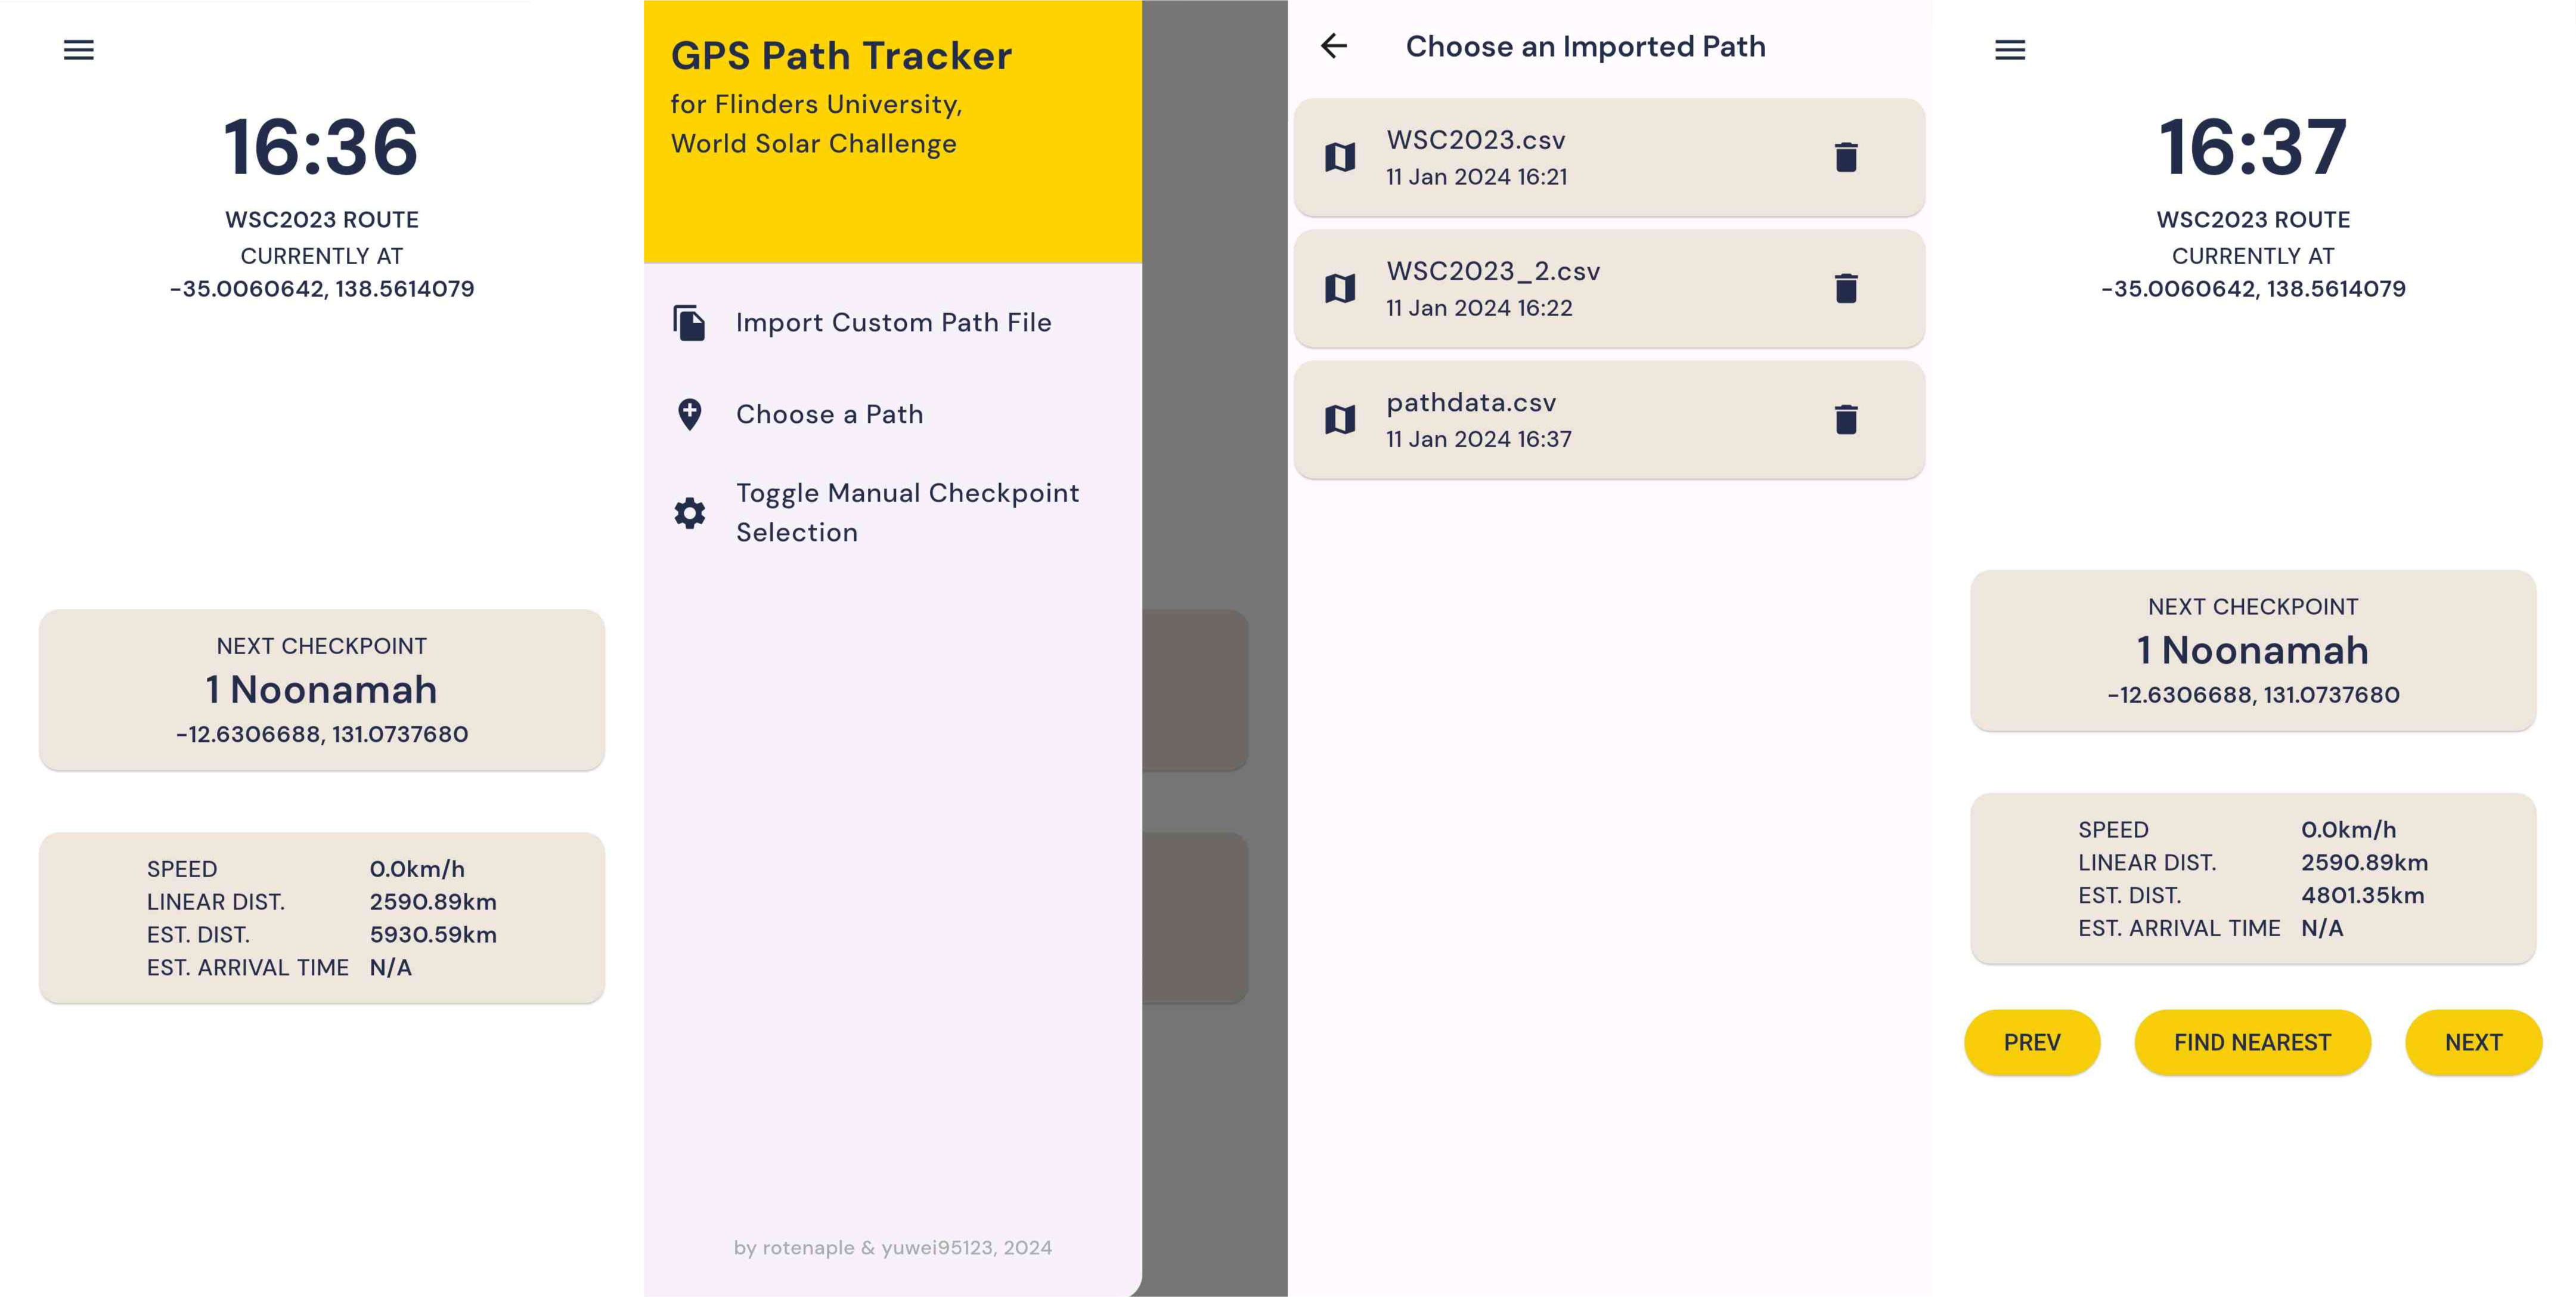 16:36
WSC2023 ROUTE
CURRENTLY AT
-35.0060642, 138.5614079
NEXT CHECKPOINT
1 Noonamah
-12.6306688, 131.0737680
SPEED 0.0km/h
LINEAR DIST. 2590.89km
EST. DIST. 5930.59km
EST. ARRIVAL TIME N/A
GPS Path Tracker
for Flinders University,
World Solar Challenge
Import Custom Path File
Choose a Path
Toggle Manual Checkpoint
Selection
by rotenaple & yuwei95123, 2024
Choose an Imported Path
WSC2023.csv
11 Jan 2024 16:21
WSC2023_2.csv
11 Jan 2024 16:22
pathdata.csv
11 Jan 2024 16:37
16:37
WSC2023 ROUTE
CURRENTLY AT
-35.0060642, 138.5614079
NEXT CHECKPOINT
1 Noonamah
-12.6306688, 131.0737680
SPEED 0.0km/h
LINEAR DIST. 2590.89km
EST. DIST. 4801.35km
EST. ARRIVAL TIME N/A
PREV FIND NEAREST NEXT